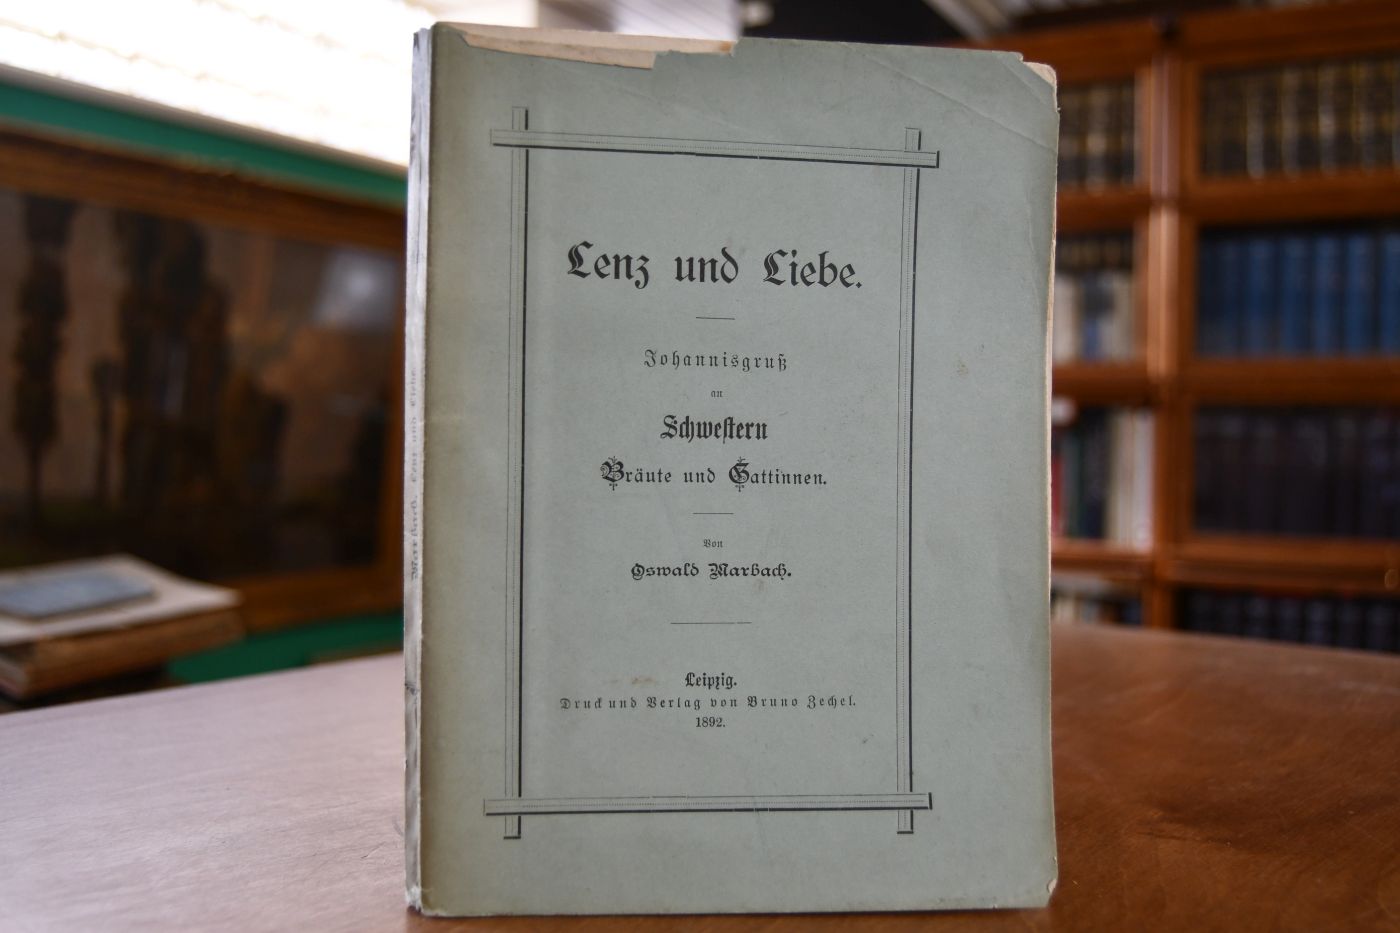 Lenz und Liebe.
Johannisgruß
an
Schwestern
Bräute und Gattinnen.
Von
Oswald Marbach.
Leipzig.
Druck und Verlag von Bruno Zechel.
1892.
Marbach. Lenz und Liebe.